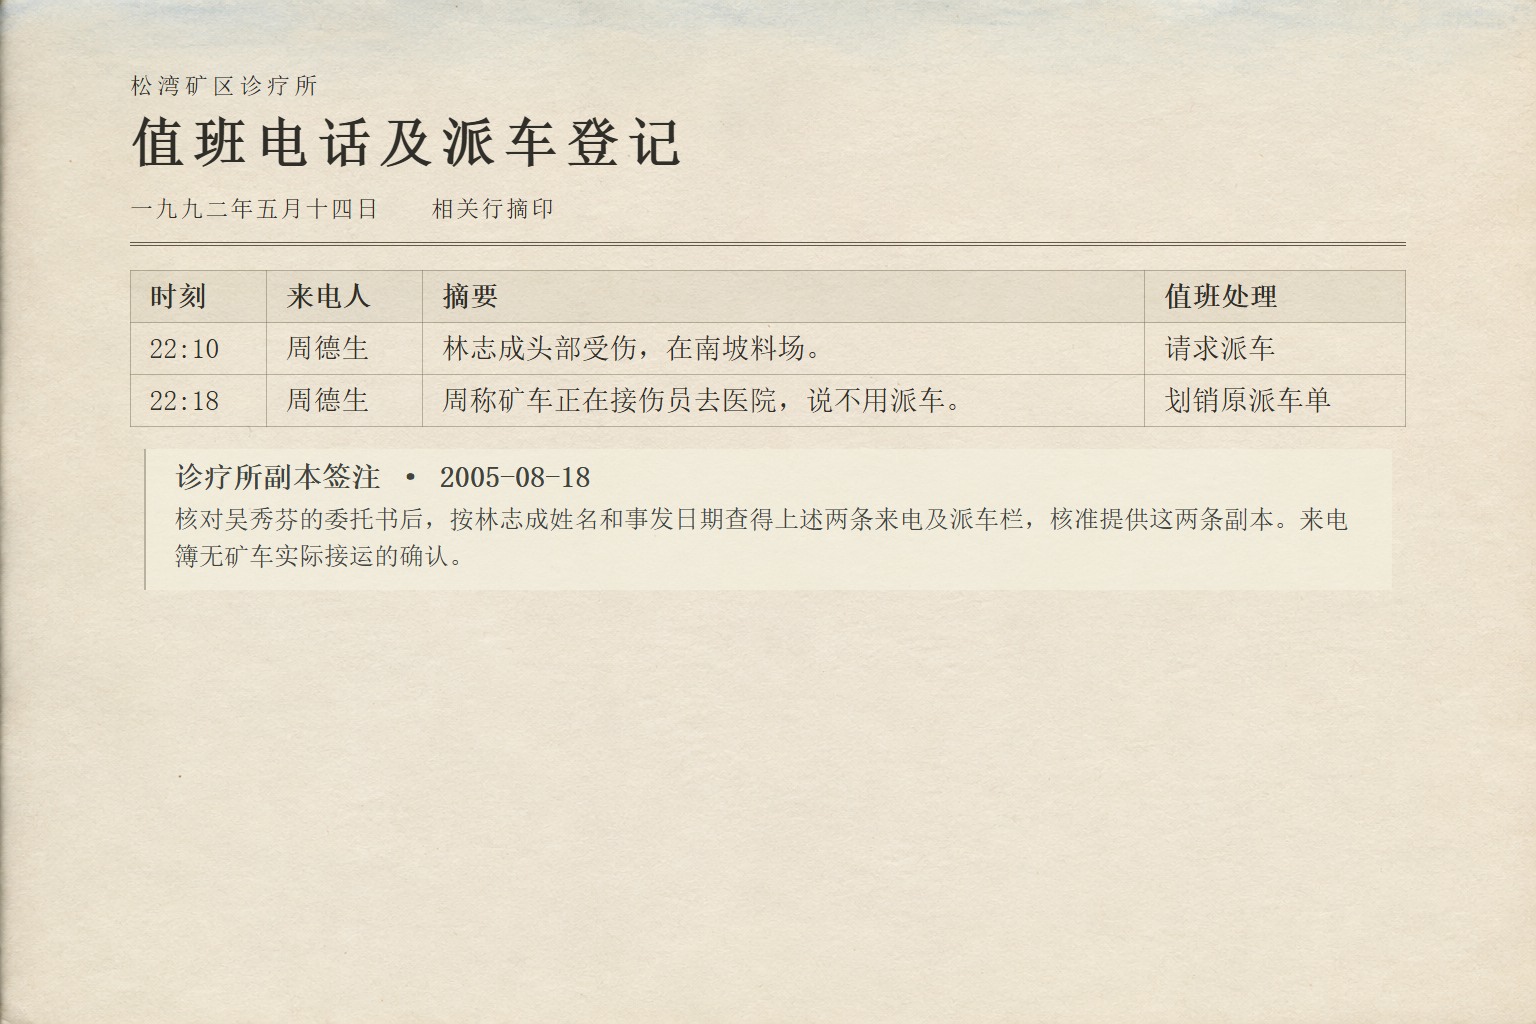 松湾矿区诊疗所
值班电话及派车登记
一九九二年五月十四日 相关行摘印
时刻 来电人 摘要 值班处理
22:10 周德生 林志成头部受伤，在南坡料场。 请求派车
22:18 周德生 周称矿车正在接伤员去医院，说不用派车。 划销原派车单
诊疗所副本签注 • 2005-08-18
核对吴秀芬的委托书后，按林志成姓名和事发日期查得上述两条来电及派车栏，核准提供这两条副本。来电
簿无矿车实际接运的确认。